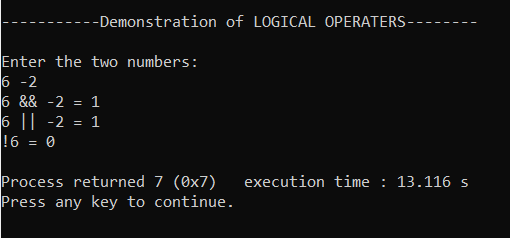 -----------Demonstration of LOGICAL OPERATERS--------
Enter the two numbers:
6 -2
6 && -2 = 1
6 || -2 = 1
!6 = 0
Process returned 7 (0x7)   execution time : 13.116 s
Press any key to continue.